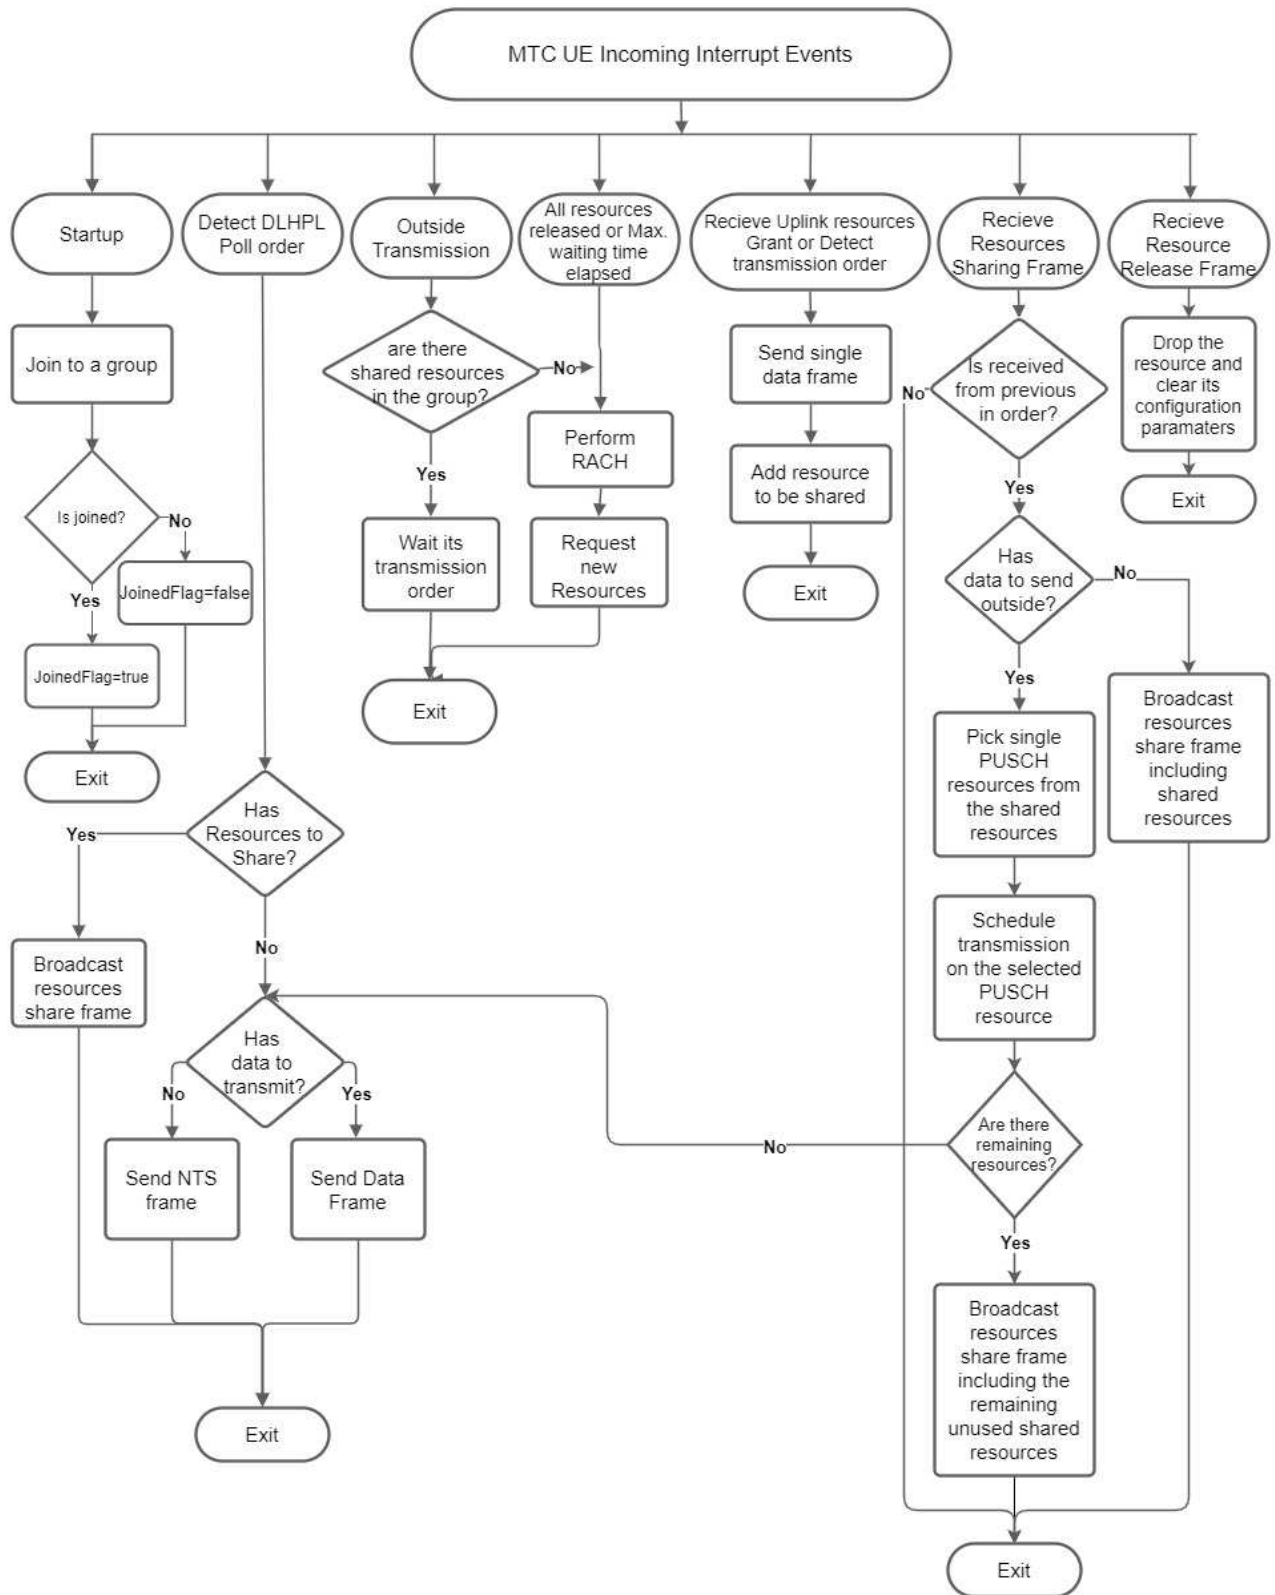 MTC UE Incoming Interrupt Events
Startup
Join to a group
Is joined?
No
JoinedFlag=false
Yes
JoinedFlag=true
Exit
Detect DLHPL
Poll order
Has
Resources to
Share?
Yes
Broadcast
resources
share frame
No
Has
data to
transmit?
No
Send NTS
frame
Yes
Send Data
Frame
Exit
Outside
Transmission
are there
shared resources
in the group?
No
Yes
Wait its
transmission
order
All resources
released or Max.
waiting time
elapsed
Perform
RACH
Request
new
Resources
Exit
Recieve Uplink resources
Grant or Detect
transmission order
Send single
data frame
Add resource
to be shared
Exit
Recieve
Resources
Sharing Frame
Is received
from previous
in order?
No
Yes
Has
data to send
outside?
No
Broadcast
resources
share frame
including
shared
resources
Yes
Pick single
PUSCH
resources from
the shared
resources
Schedule
transmission
on the selected
PUSCH
resource
Are there
remaining
resources?
No
Yes
Broadcast
resources
share frame
including the
remaining
unused shared
resources
Exit
Recieve
Resource
Release Frame
Drop the
resource and
clear its
configuration
paramaters
Exit